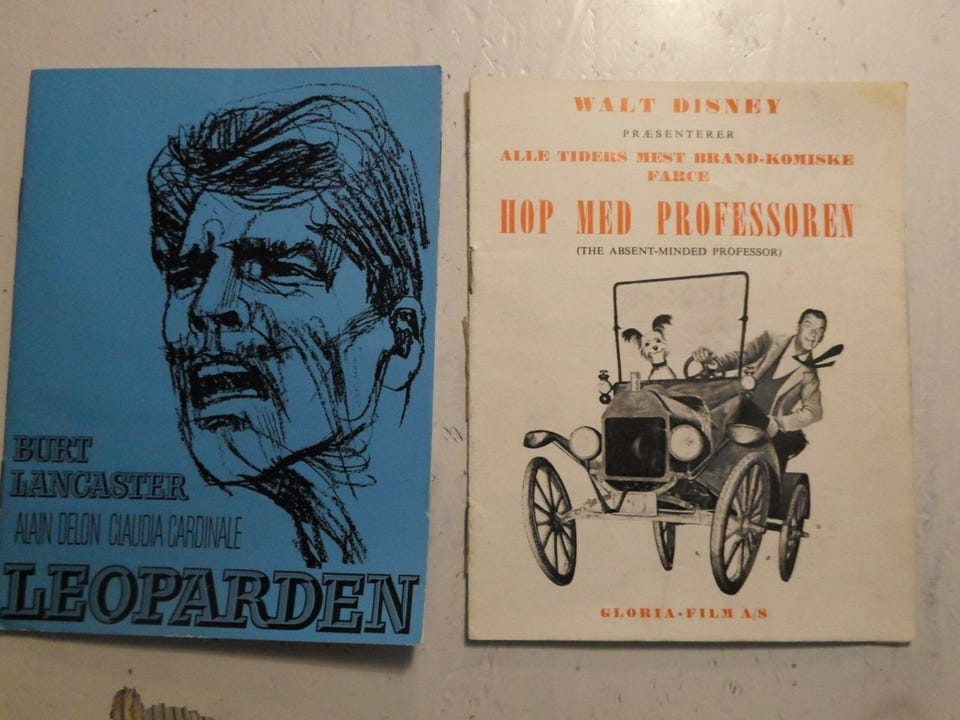 BURT
LANCASTER
ALAIN DELON CLAUDIA CARDINALE
LEOPARDEN
WALT DISNEY
PRÆSENTERER
ALLE TIDERS MEST BRAND-KOMISKE
FARCE
HOP MED PROFESSOREN
(THE ABSENT-MINDED PROFESSOR)
GLORIA-FILM A/S